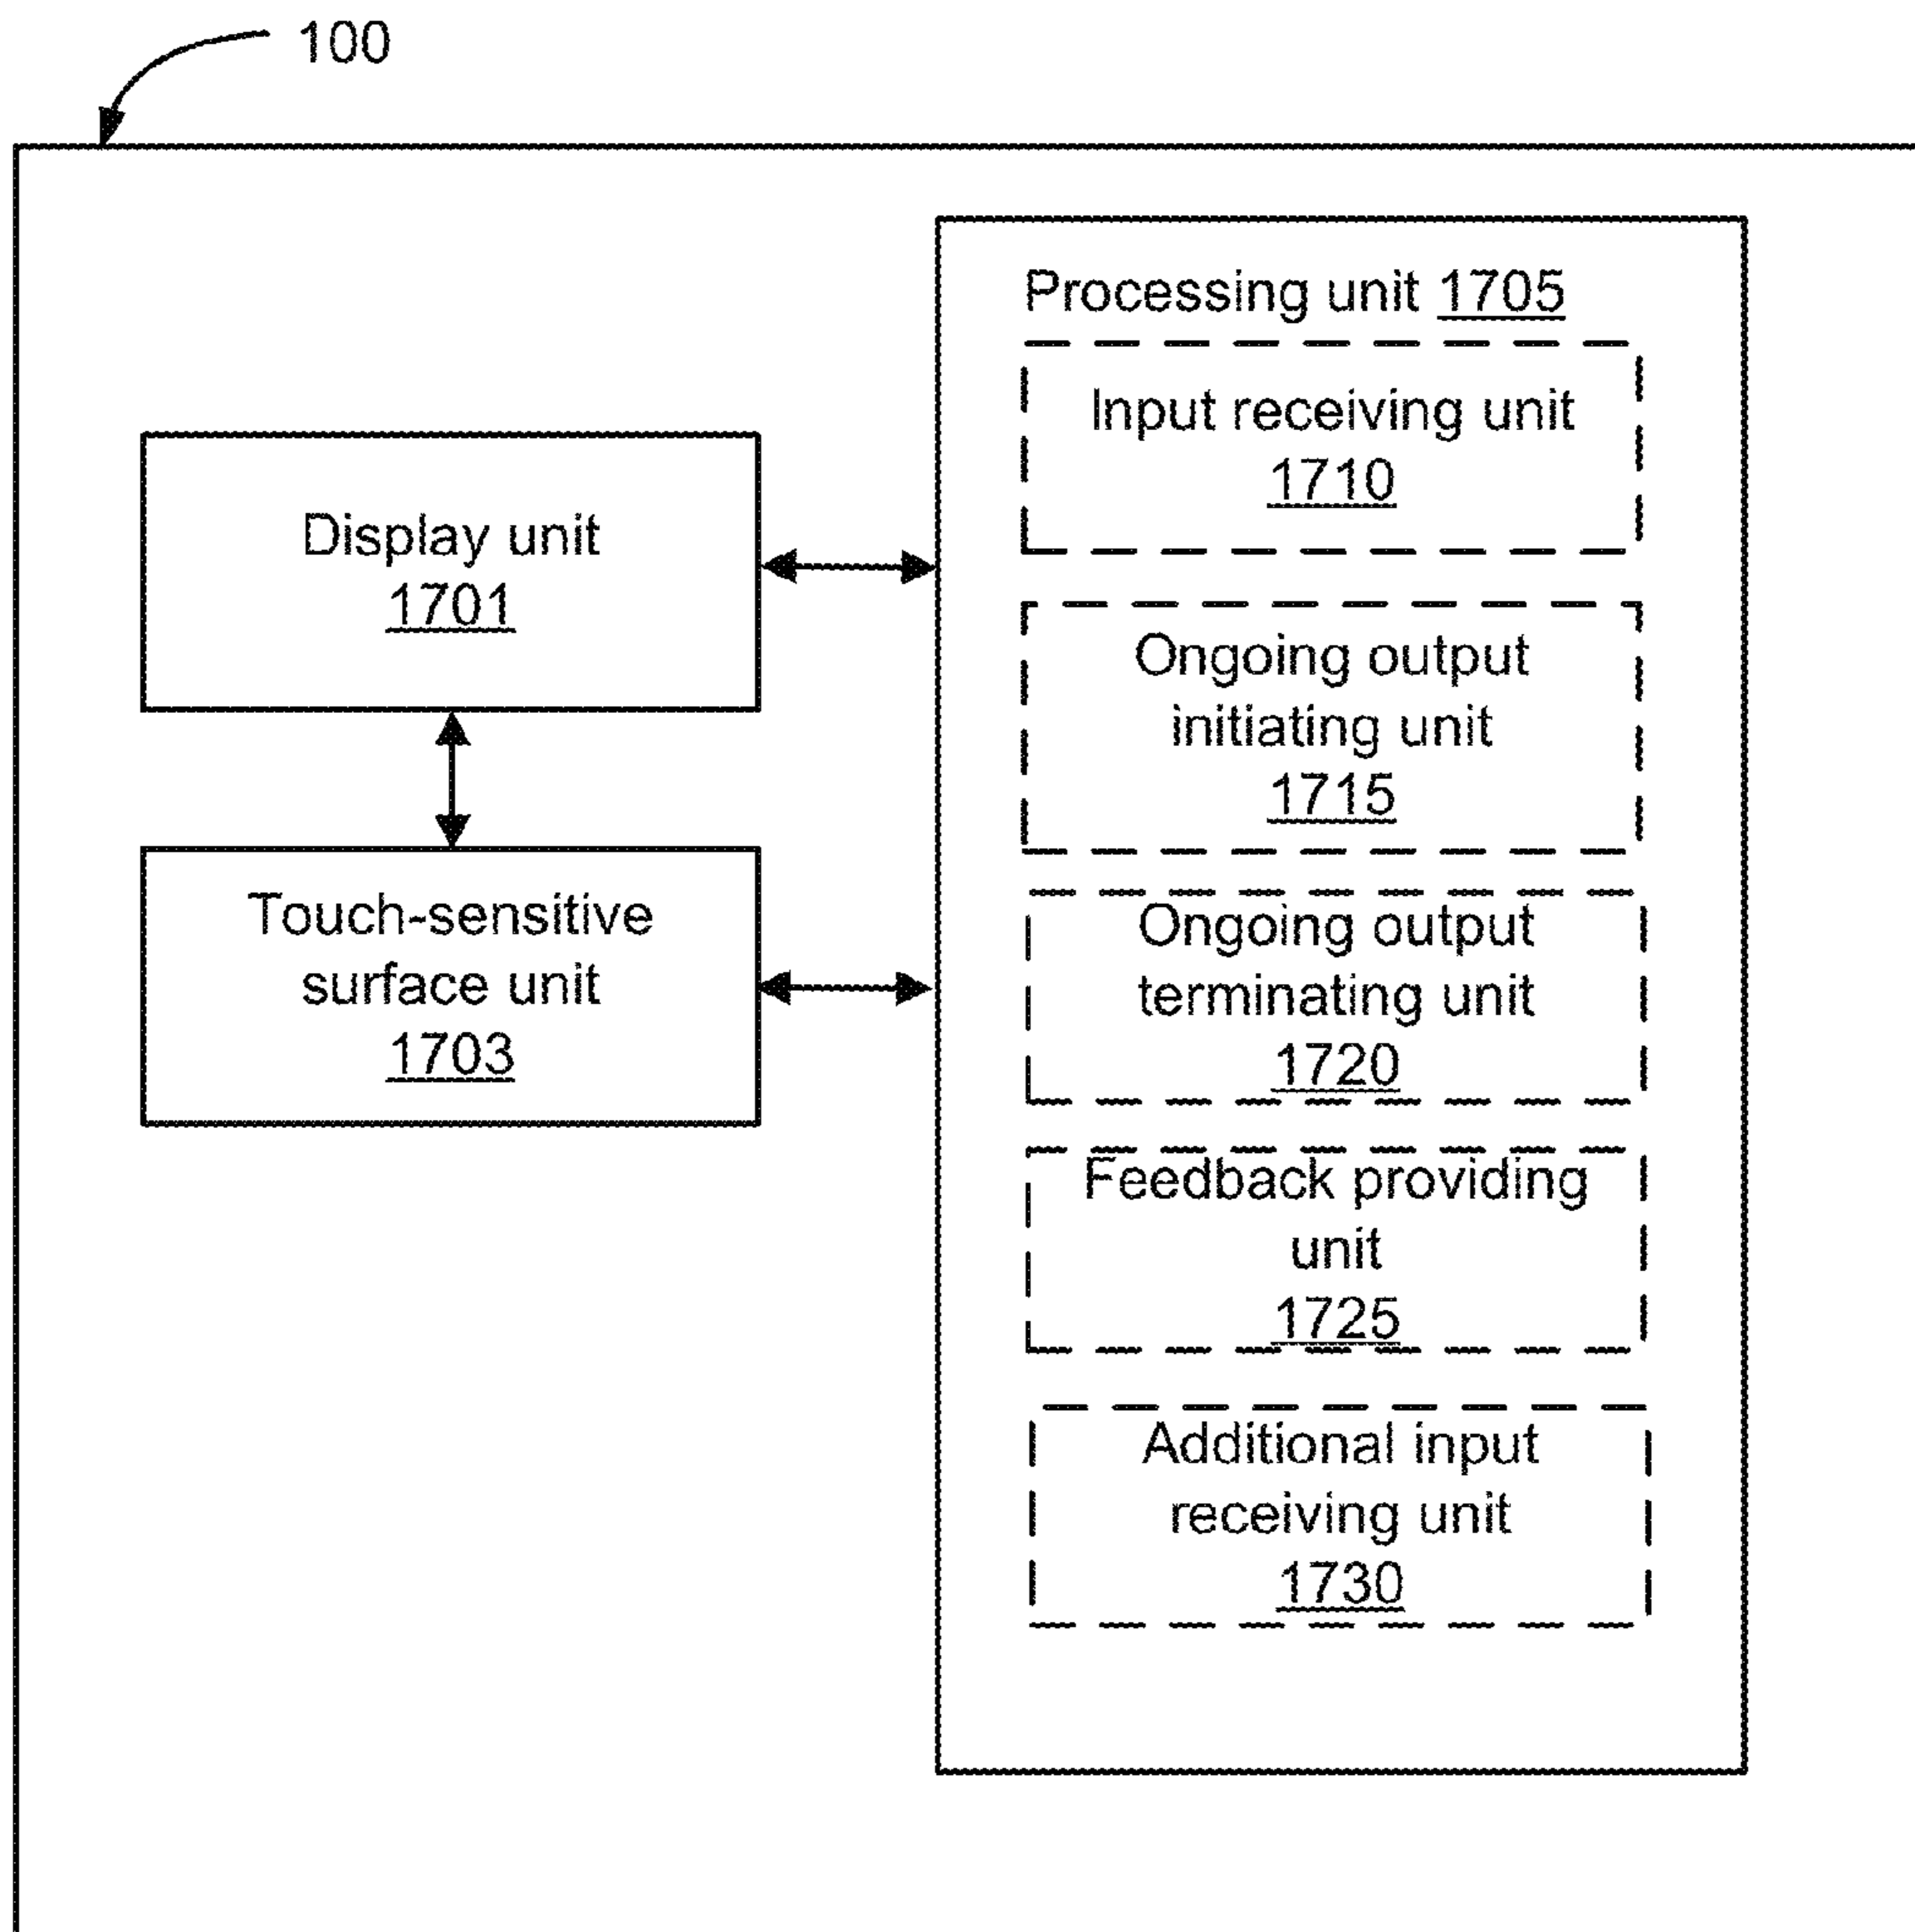 100
Display unit
1701
Touch-sensitive
surface unit
1703
Processing unit 1705
Input receiving unit
1710
Ongoing output
initiating unit
1715
Ongoing output
terminating unit
1720
Feedback providing
unit
1725
Additional input
receiving unit
1730